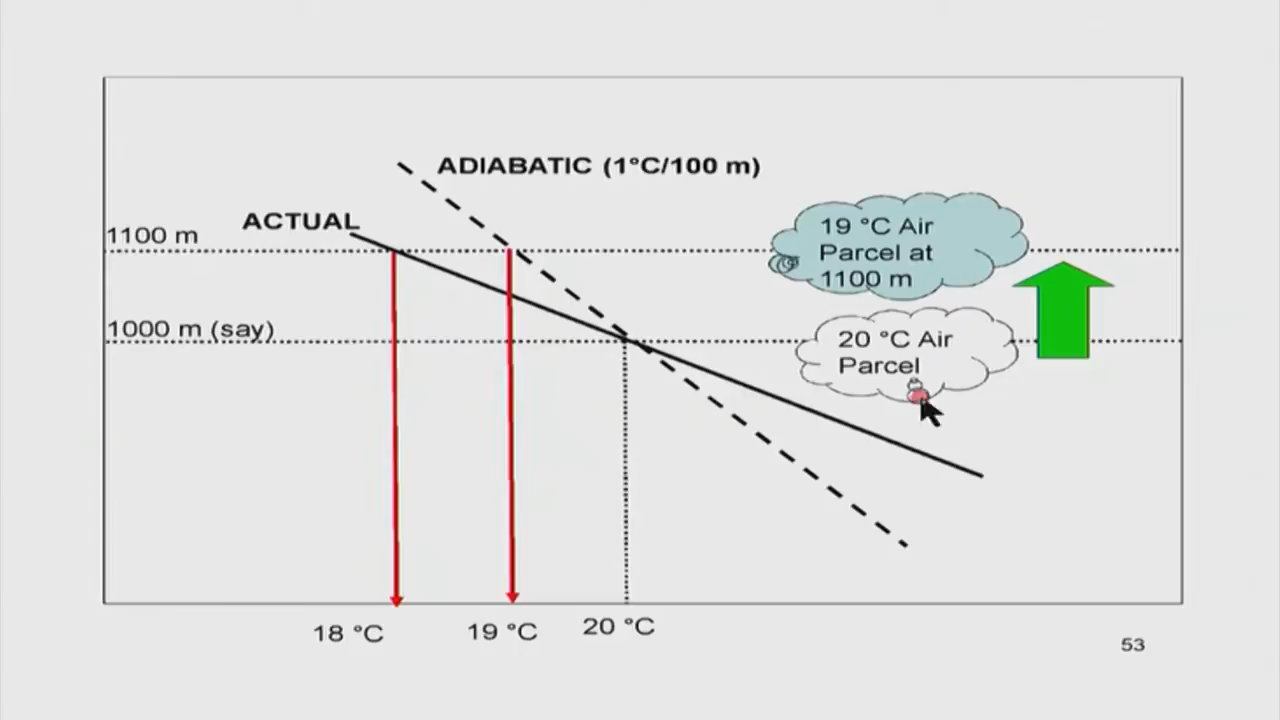 ADIABATIC (1°C/100 m)
ACTUAL
1100 m
19 °C Air
Parcel at
1100 m
1000 m (say)
20 °C Air
Parcel
18 °C
19 °C
20 °C
53